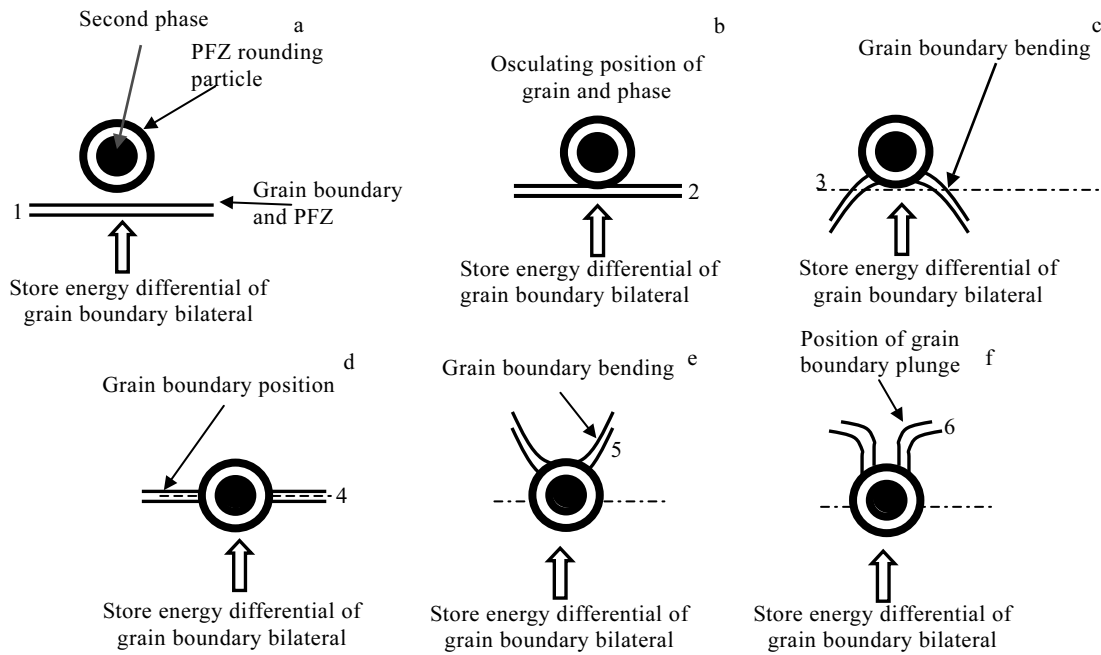 Second phase
a
PFZ rounding
particle
Grain boundary
and PFZ
1
Store energy differential of
grain boundary bilateral
b
Osculating position of
grain and phase
2
Store energy differential of
grain boundary bilateral
c
Grain boundary
bending
3
Store energy differential of
grain boundary bilateral
d
Grain boundary position
4
Store energy differential of
grain boundary bilateral
e
Grain boundary
bending
5
Store energy differential of
grain boundary bilateral
Position of grain
boundary plunge
f
6
Store energy differential of
grain boundary bilateral